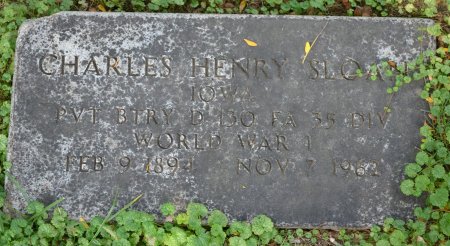 CHARLES HENRY SLOAN
IOWA
PVT BTRY D 130 FA 35 DIV
WORLD WAR I
FEB 9 1894 NOV 7 1962